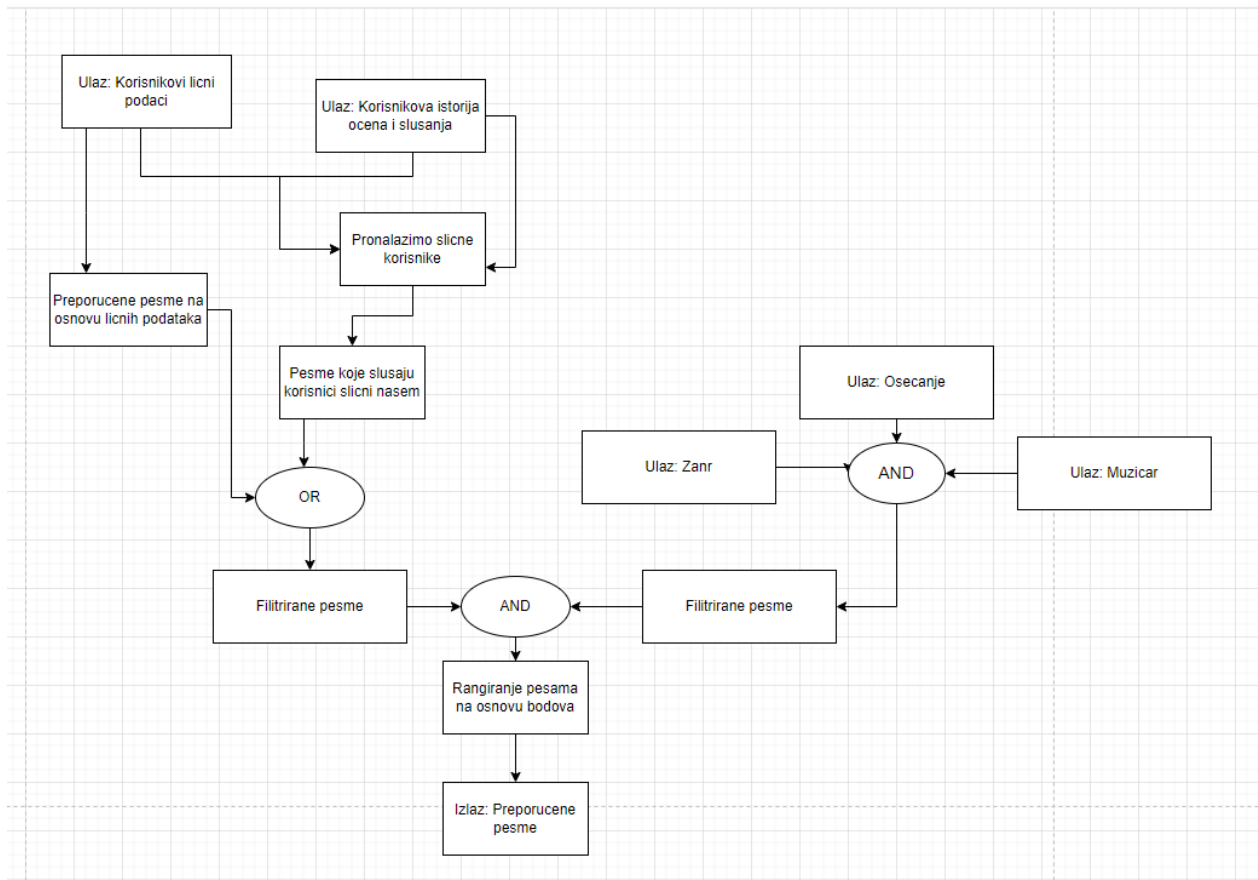 Ulaz: Korisnikovi licni
podaci
Ulaz: Korisnikova istorija
ocena i slusanja
Pronalazimo slicne
korisnike
Preporucene pesme na
osnovu licnih podataka
Pesme koje slusaju
korisnici slicni nasem
Ulaz: Osecanje
Ulaz: Zanr
AND
Ulaz: Muzicar
OR
Filitrirane pesme
AND
Filitrirane pesme
Rangiranje pesama
na osnovu bodova
Izlaz: Preporucene
pesme